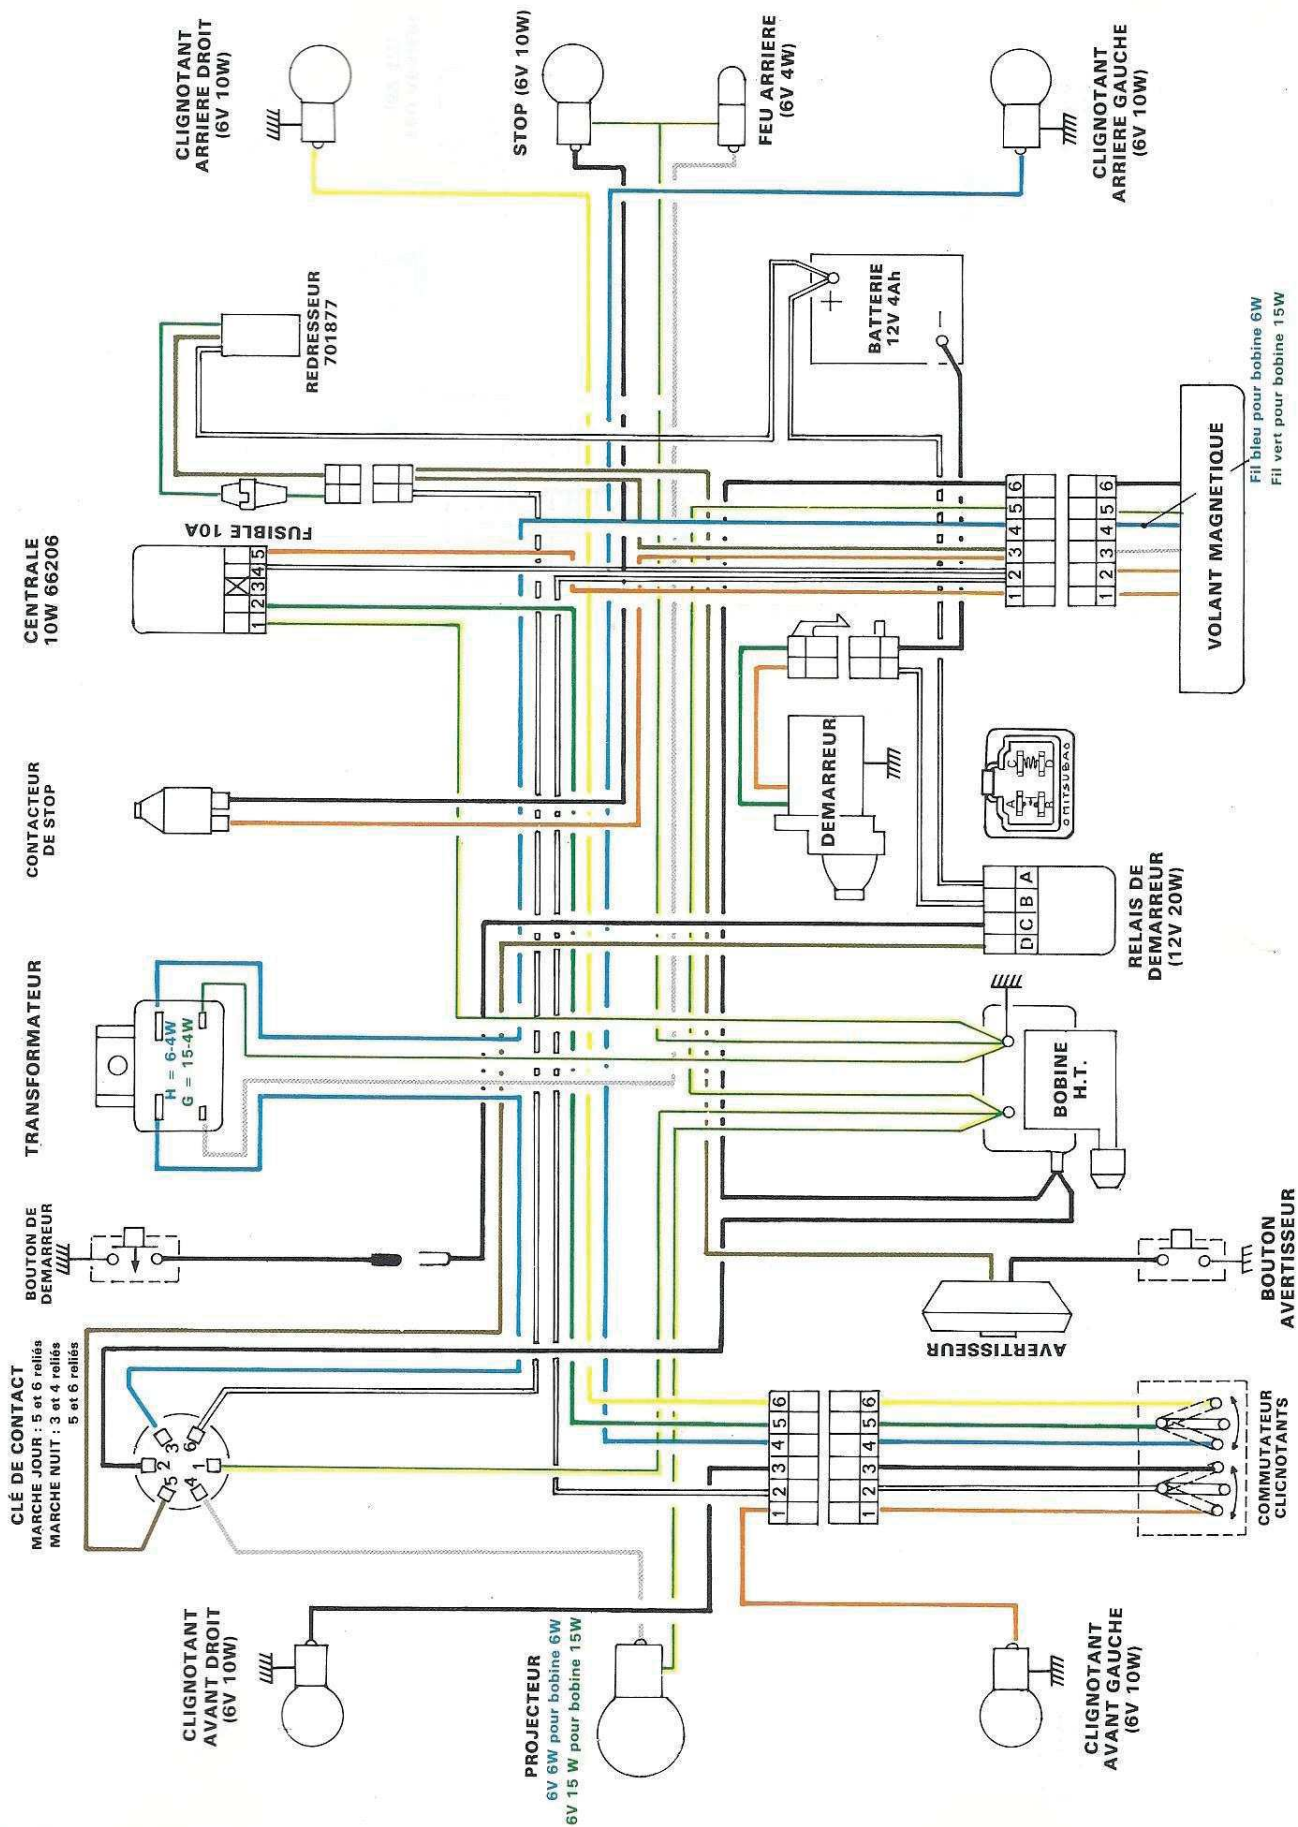 CLIGNOTANT
ARRIERE DROIT
(6V 10W)
STOP (6V 10W)
FEU ARRIERE
(6V 4W)
CLIGNOTANT
ARRIERE GAUCHE
(6V 10W)
REDRESSEUR
701877
BATTERIE
12V 4Ah
+
−
CENTRALE
10W 66206
1 2 3 4 5
FUSIBLE 10A
1 2 3 4 5 6
1 2 3 4 5 6
VOLANT MAGNETIQUE
Fil bleu pour bobine 6W
Fil vert pour bobine 15W
CONTACTEUR
DE STOP
DEMARREUR
A B C D
MITSUBA
RELAIS DE
DEMARREUR
(12V 20W)
D C B A
TRANSFORMATEUR
H = 6-4W
G = 15-4W
BOBINE
H.T.
BOUTON DE
DEMARREUR
AVERTISSEUR
BOUTON
AVERTISSEUR
CLÉ DE CONTACT
MARCHE JOUR : 5 et 6 reliés
MARCHE NUIT : 3 et 4 reliés
5 et 6 reliés
1 2 3 4 5 6
1 2 3 4 5 6
1 2 3 4 5 6
COMMUTATEUR
CLIGNOTANTS
CLIGNOTANT
AVANT DROIT
(6V 10W)
PROJECTEUR
6V 6W pour bobine 6W
6V 15 W pour bobine 15W
CLIGNOTANT
AVANT GAUCHE
(6V 10W)